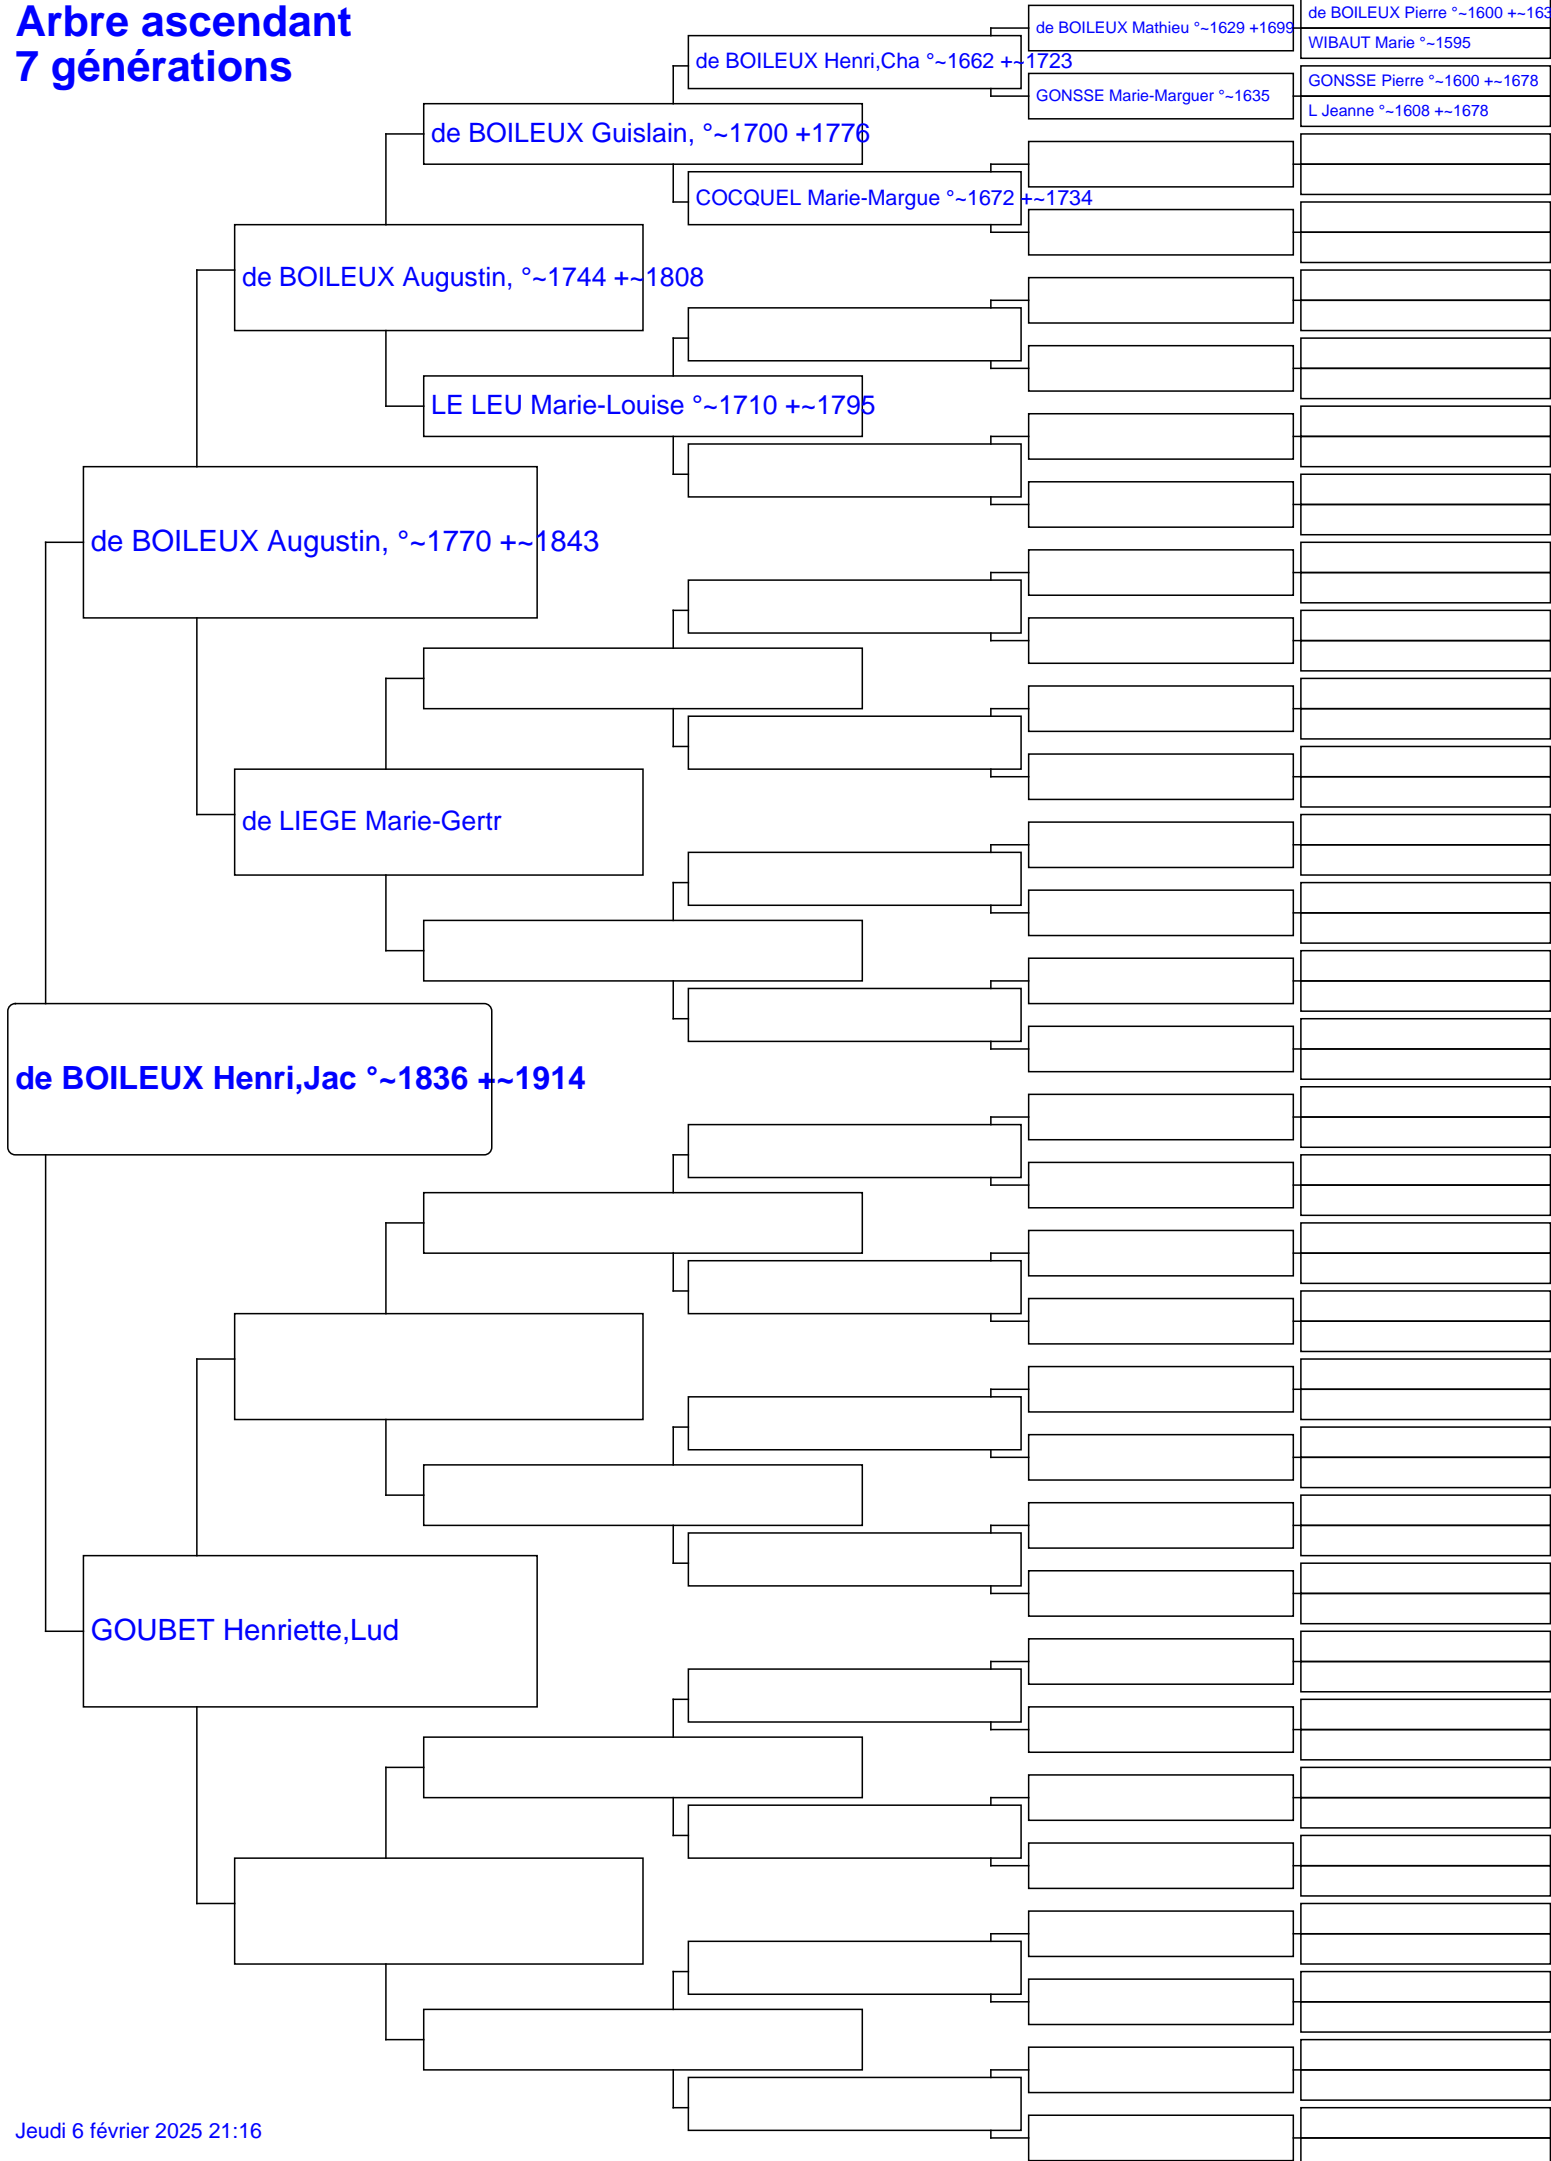 Arbre ascendant
7 générations
de BOILEUX Pierre °~1600 +~163
de BOILEUX Mathieu °~1629 +1699
WIBAUT Marie °~1595
de BOILEUX Henri,Cha °~1662 +~1723
GONSSE Pierre °~1600 +~1678
GONSSE Marie-Marguer °~1635
L Jeanne °~1608 +~1678
de BOILEUX Guislain, °~1700 +1776
COCQUEL Marie-Margue °~1672 +~1734
de BOILEUX Augustin, °~1744 +~1808
LE LEU Marie-Louise °~1710 +~1795
de BOILEUX Augustin, °~1770 +~1843
de LIEGE Marie-Gertr
de BOILEUX Henri,Jac °~1836 +~1914
GOUBET Henriette,Lud
Jeudi 6 février 2025 21:16